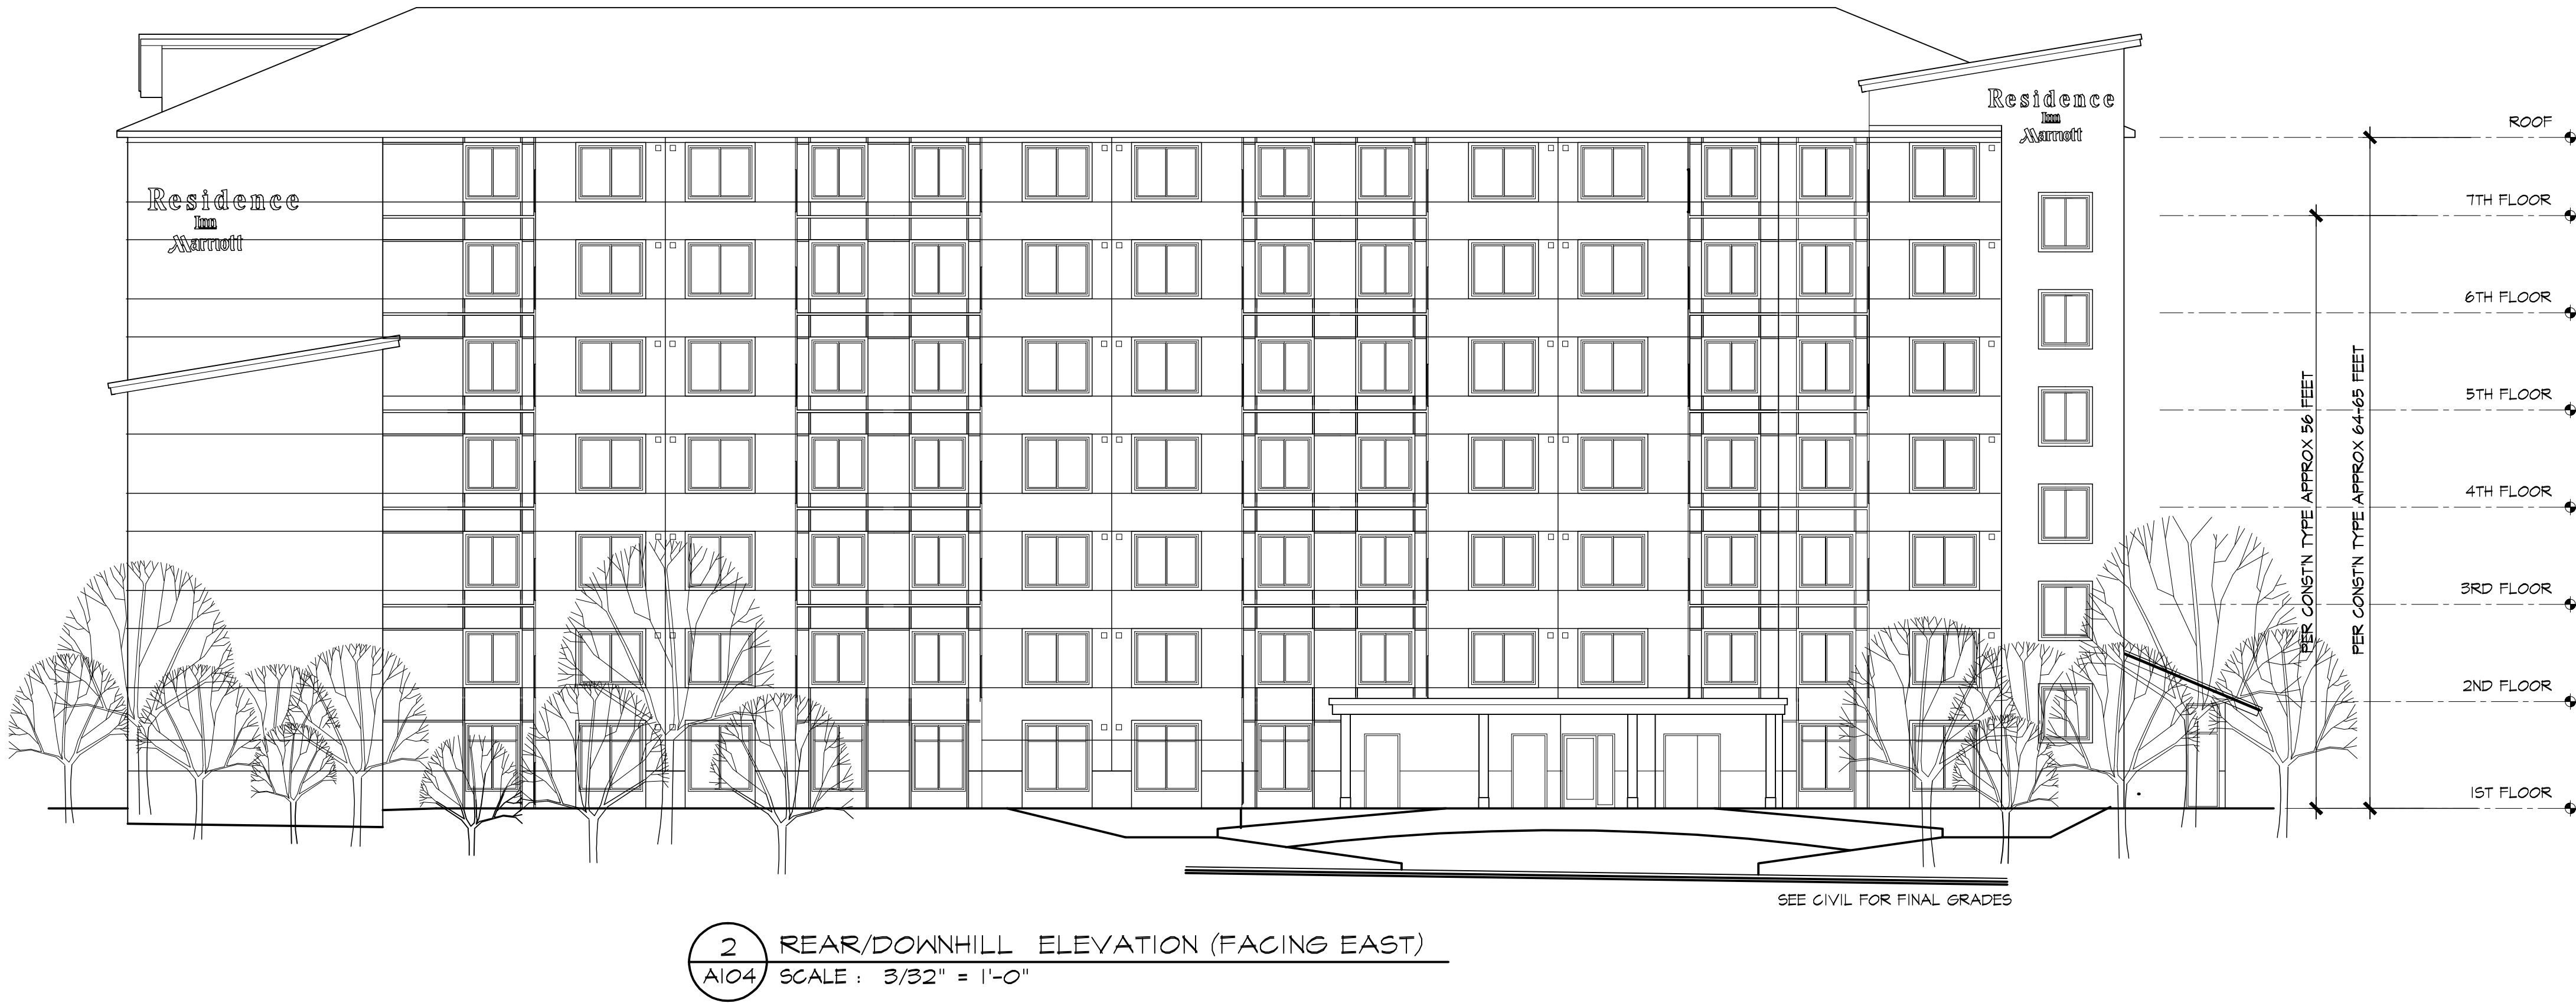 Residence
Inn
Marriott
Residence
Inn
Marriott
ROOF
7TH FLOOR
6TH FLOOR
5TH FLOOR
4TH FLOOR
3RD FLOOR
2ND FLOOR
1ST FLOOR
PER CONST'N TYPE APPROX 56 FEET
PER CONST'N TYPE APPROX 64-65 FEET
SEE CIVIL FOR FINAL GRADES
2
A104
REAR/DOWNHILL ELEVATION (FACING EAST)
SCALE : 3/32" = 1'-0"